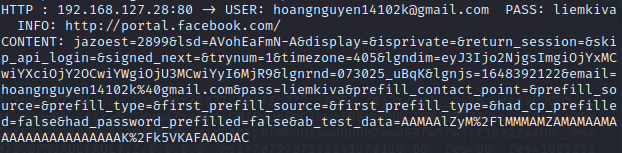 HTTP : 192.168.127.28:80 -> USER: hoangnguyen14102k@gmail.com  PASS: liemkiva
INFO: http://portal.facebook.com/
CONTENT: jazoest=2899&lsd=AVohEaFmN-A&display=&isprivate=&return_session=&ski
p_api_login=&signed_next=&trynum=1&timezone=405&lgndim=eyJ3Ijo2NjgsImgiOjYxMC
wiYXciOjY2OCwiYWgiOjU3MCwiYyI6MjR9&lgnrnd=073025_uBqK&lgnjs=1648392122&email=
hoangnguyen14102k%40gmail.com&pass=liemkiva&prefill_contact_point=&prefill_so
urce=&prefill_type=&first_prefill_source=&first_prefill_type=&had_cp_prefille
d=false&had_password_prefilled=false&ab_test_data=AAMAAlZyM%2FlMMMAMZAMAMAAMA
AAAAAAAAAAAAAAAK%2Fk5VKAFAAODAC